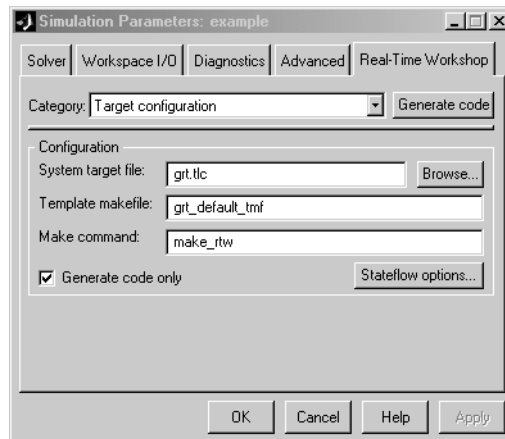 Simulation Parameters: example
Solver Workspace I/O Diagnostics Advanced Real-Time Workshop
Category: Target configuration Generate code
Configuration
System target file: grt.tlc Browse...
Template makefile: grt_default_tmf
Make command: make_rtw
Generate code only Stateflow options...
OK Cancel Help Apply